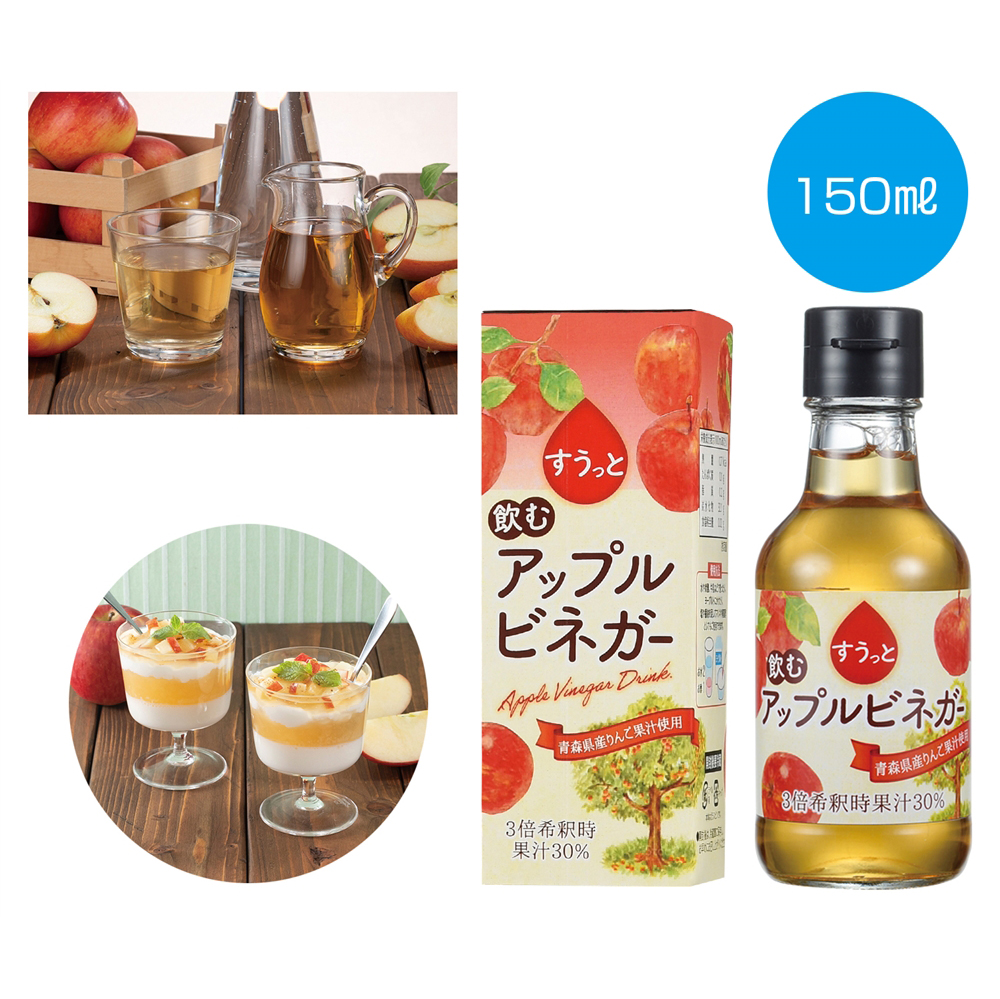 150㎖
すうっと
飲む
アップル
ビネガー
Apple Vinegar Drink.
青森県産りんご果汁使用
3倍希釈時
果汁30%
すうっと
飲む
アップルビネガー
青森県産りんご果汁使用
3倍希釈時果汁30%